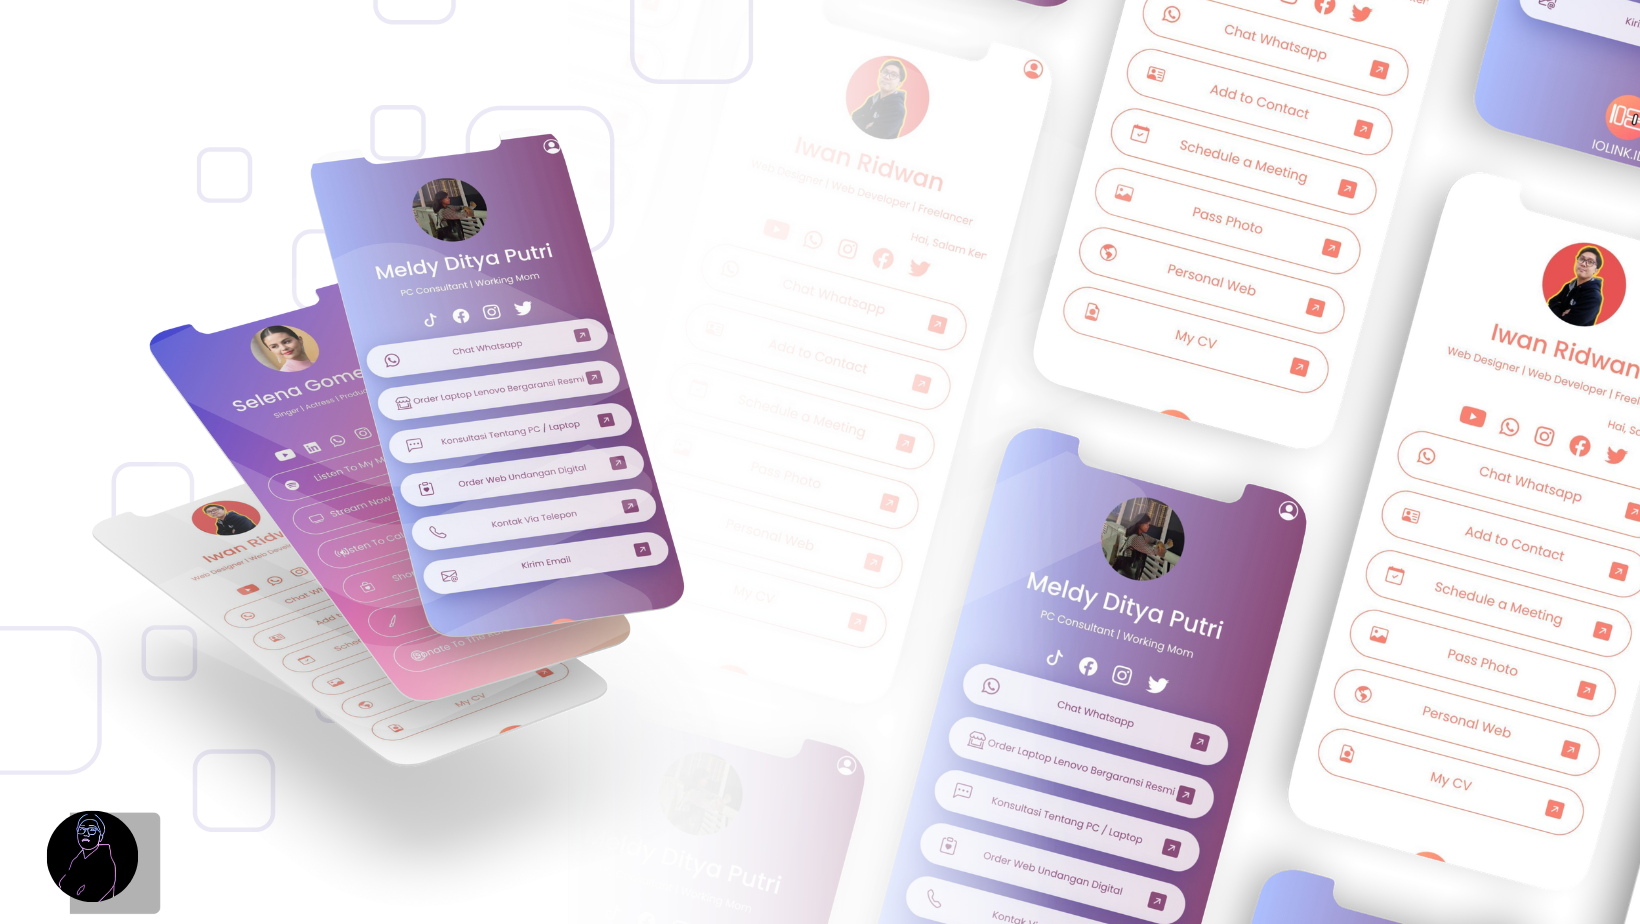 Meldy Ditya Putri
PC Consultant | Working Mom
Chat Whatsapp
Order Laptop Lenovo Bergaransi Resmi
Konsultasi Tentang PC / Laptop
Order Web Undangan Digital
Kontak Via Telepon
Kirim Email
Selena Gome
Singer | Actress | Produ
Listen To My M
Stream Now
Listen To Col
Sho
Donate To The
Iwan Ridw
Web Designer | Web Deve
Chat W
Add
Sche
My CV
Iwan Ridwan
Web Designer | Web Developer | Freelancer
Hai, Salam Ker
Chat Whatsapp
Add to Contact
Schedule a Meeting
Pass Photo
Personal Web
My CV
Chat Whatsapp
Add to Contact
Schedule a Meeting
Pass Photo
Personal Web
My CV
Kiri
IOLINK.I
Iwan Ridwan
Web Designer | Web Developer | Freel
Hai, Sa
Chat Whatsapp
Add to Contact
Schedule a Meeting
Pass Photo
Personal Web
My CV
Meldy Ditya Putri
PC Consultant | Working Mom
Chat Whatsapp
Order Laptop Lenovo Bergaransi Resmi
Konsultasi Tentang PC / Laptop
Order Web Undangan Digital
Kontak Vi
Ditya Putri
Working Mom